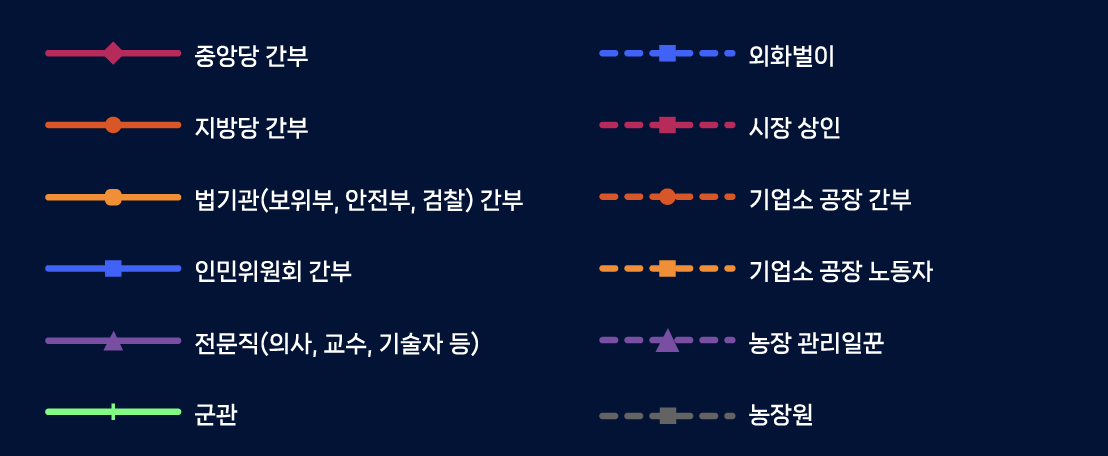 중앙당 간부
지방당 간부
법기관(보위부, 안전부, 검찰) 간부
인민위원회 간부
전문직(의사, 교수, 기술자 등)
군관
외화벌이
시장 상인
기업소 공장 간부
기업소 공장 노동자
농장 관리일꾼
농장원